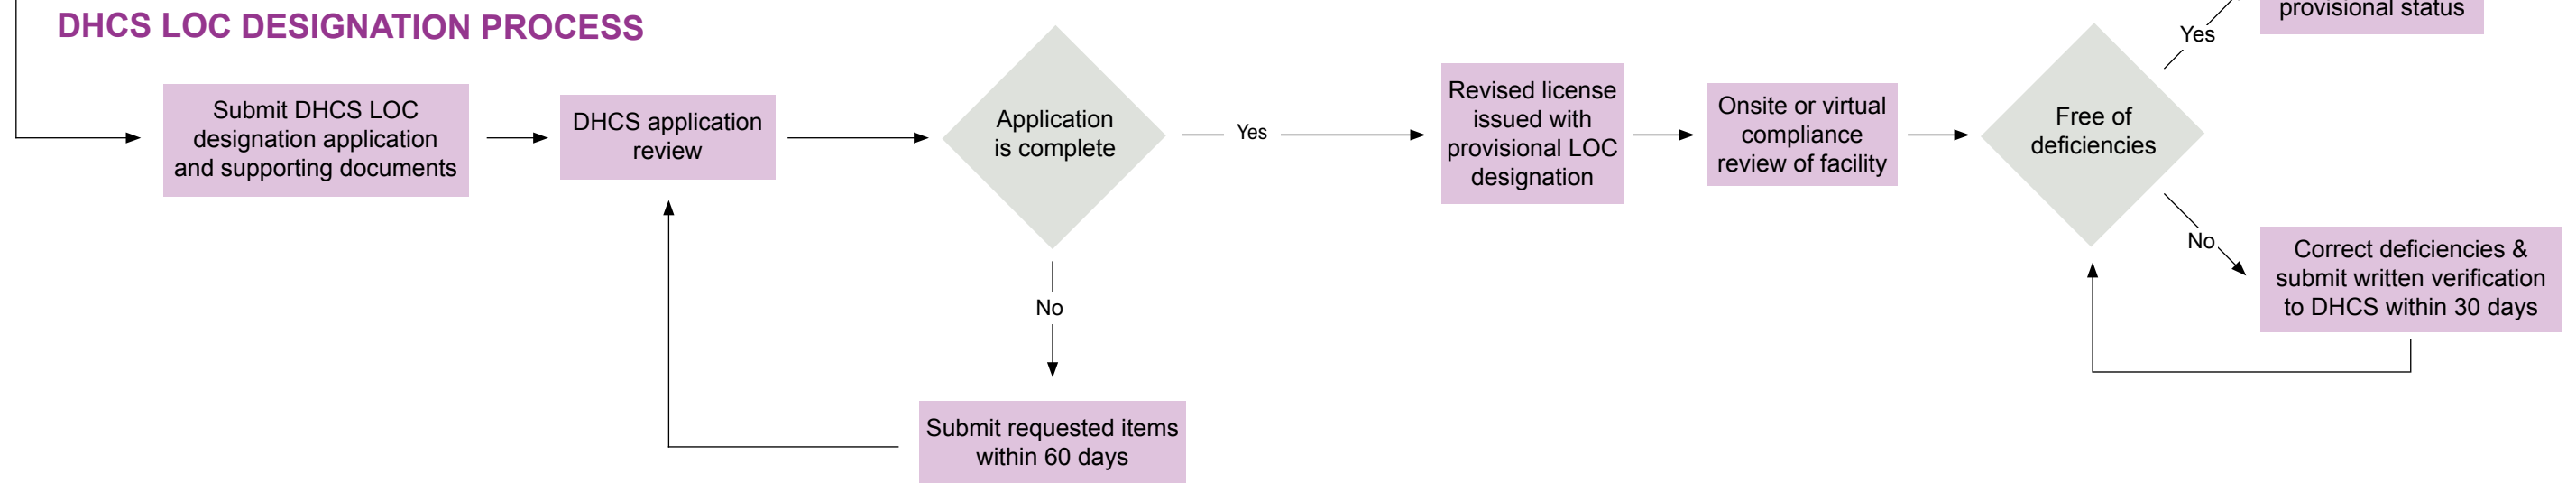 DHCS LOC DESIGNATION PROCESS
Submit DHCS LOC
designation application
and supporting documents
DHCS application
review
Application
is complete
Yes
No
Submit requested items
within 60 days
Revised license
issued with
provisional LOC
designation
Onsite or virtual
compliance
review of facility
Free of
deficiencies
Yes
provisional status
No
Correct deficiencies &
submit written verification
to DHCS within 30 days